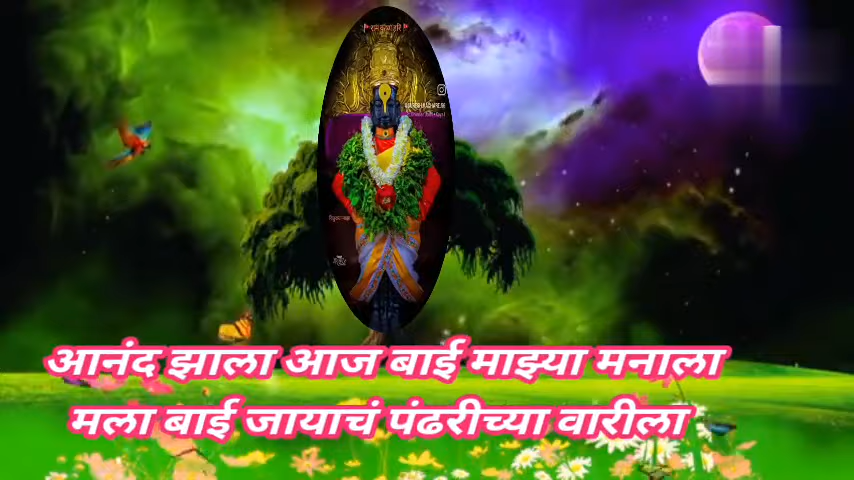 आनंद झाला आज बाई माझ्या मनाला
मला बाई जायाचं पंढरीच्या वारीला